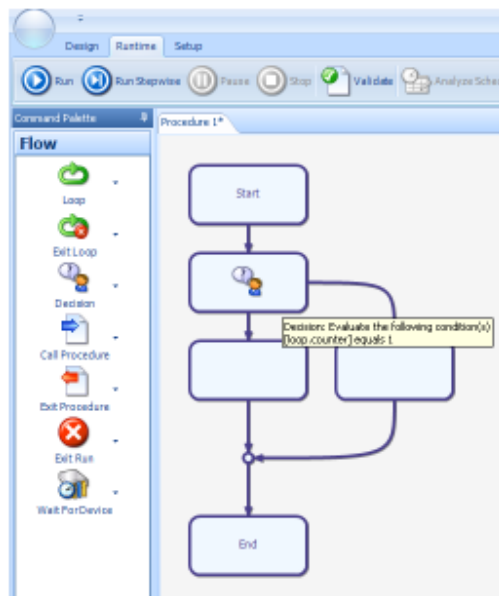 Design Runtime Setup
Run Run Stepwise Pause Stop Validate Analyze Sche
Command Palette
Procedure 1*
Flow
Loop
Exit Loop
Decision
Call Procedure
Exit Procedure
Exit Run
Wait For Device
Start
Decision: Evaluate the following condition(s)
[loop.counter] equals 1
End